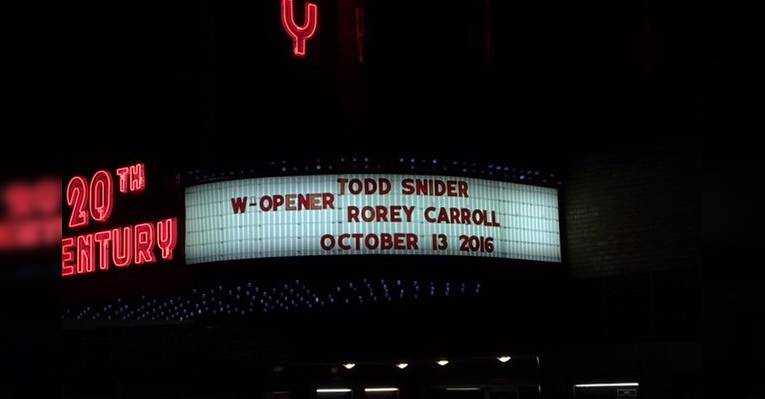 Y
20TH
CENTURY
TODD SNIDER
W-OPENER
ROREY CARROLL
OCTOBER 13 2016